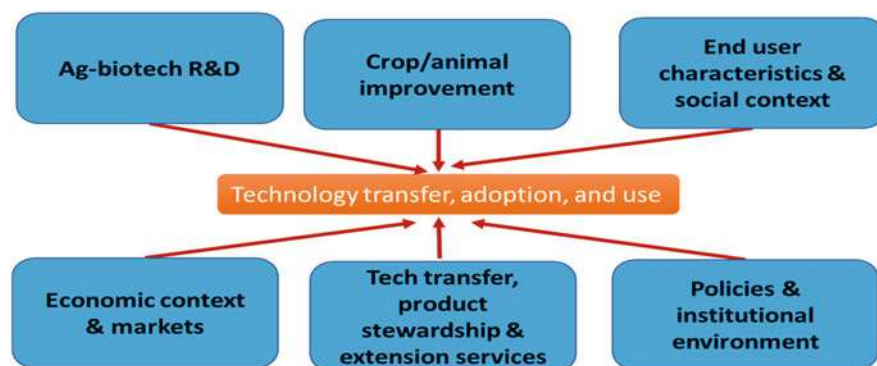 Ag-biotech R&D
Crop/animal
improvement
End user
characteristics &
social context
Technology transfer, adoption, and use
Economic context
& markets
Tech transfer,
product
stewardship &
extension services
Policies &
institutional
environment